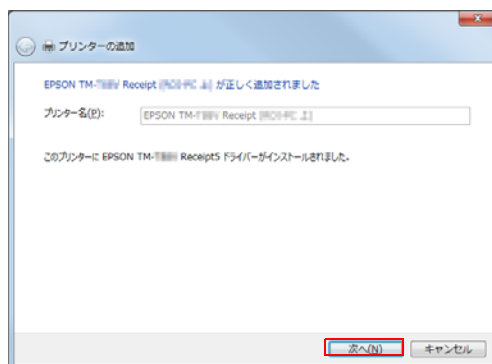 プリンターの追加
EPSON TM- Receipt が正しく追加されました
プリンター名(P):
EPSON TM- Receipt
このプリンターに EPSON TM- Receipt5 ドライバーがインストールされました。
次へ(N)
キャンセル